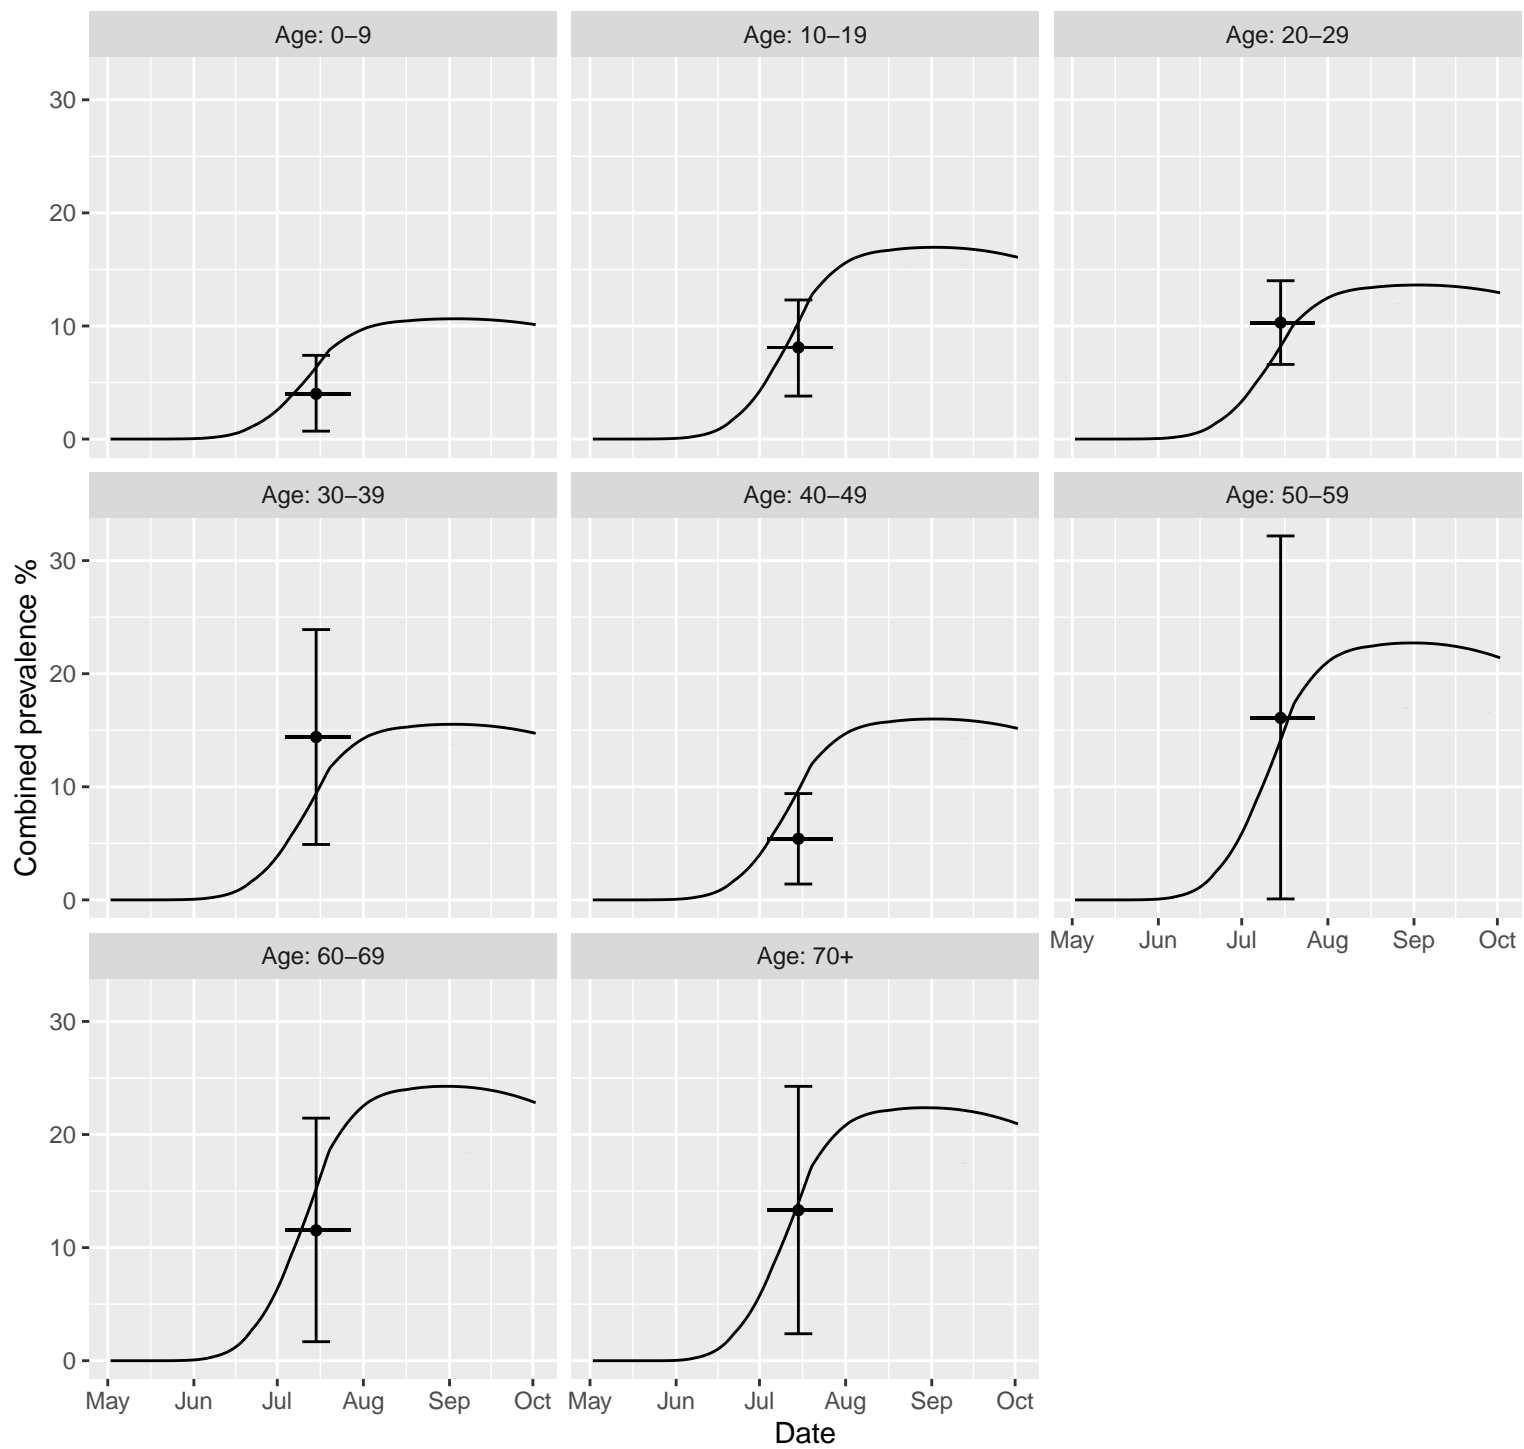 Age: 0–9
Age: 10–19
Age: 20–29
30
20
10
0
Age: 30–39
Age: 40–49
Age: 50–59
30
20
10
0
May Jun Jul Aug Sep Oct
Age: 60–69
Age: 70+
30
20
10
0
May Jun Jul Aug Sep Oct
May Jun Jul Aug Sep Oct
Date
Combined prevalence %